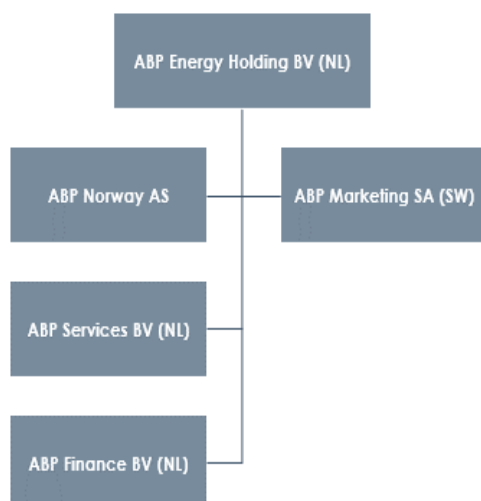 ABP Energy Holding BV (NL)
ABP Norway AS
ABP Marketing SA (SW)
ABP Services BV (NL)
ABP Finance BV (NL)